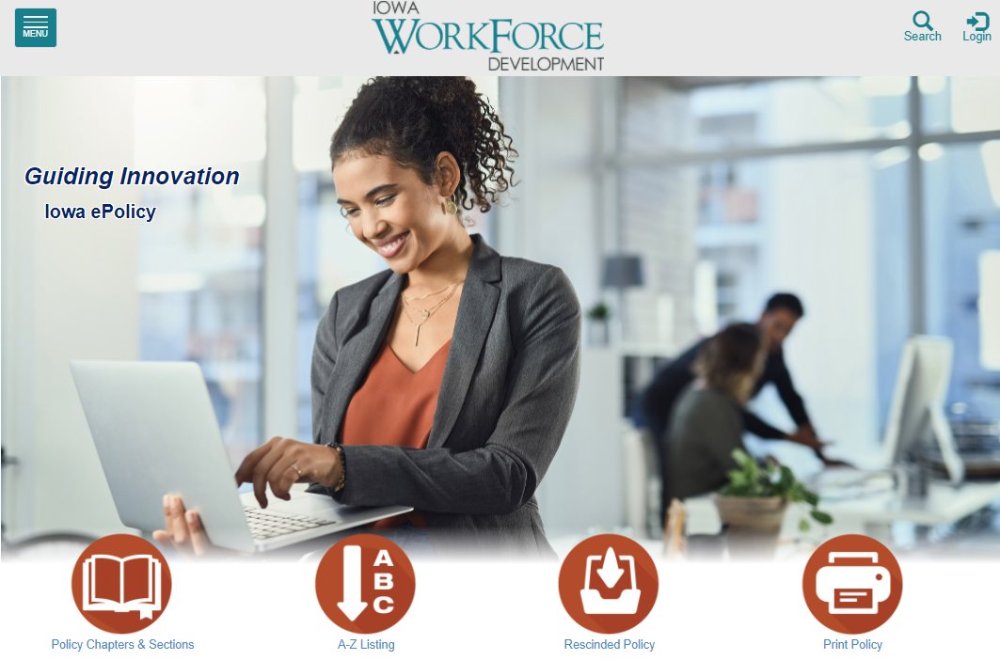 MENU
IOWA
WORKFORCE
DEVELOPMENT
Search
Login
Guiding Innovation
Iowa ePolicy
A
B
C
Policy Chapters & Sections
A-Z Listing
Rescinded Policy
Print Policy